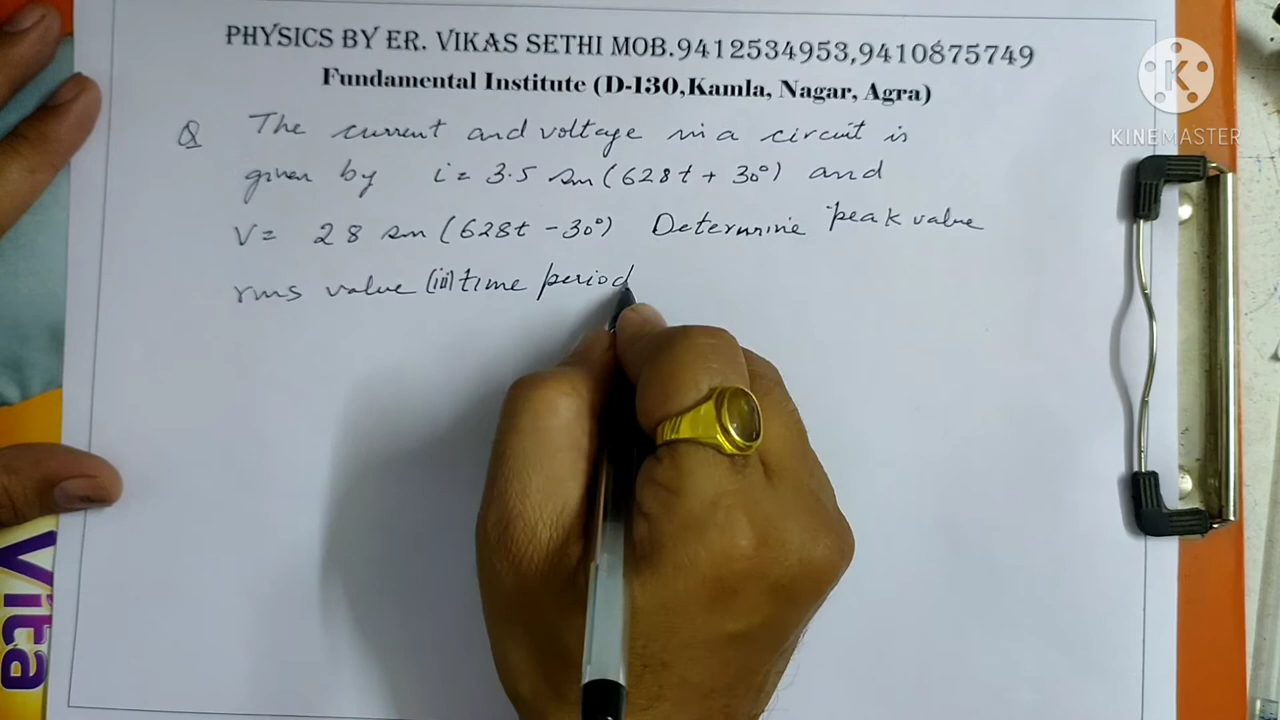 PHYSICS BY ER. VIKAS SETHI MOB.9412534953,9410875749
Fundamental Institute (D-130,Kamla, Nagar, Agra)
Q The current and voltage in a circuit is
given by i = 3.5 sin (628t + 30°) and
V = 28 sin (628t - 30°) Determine peak value
rms value (iii) time period
K
KINEMASTER
Vita